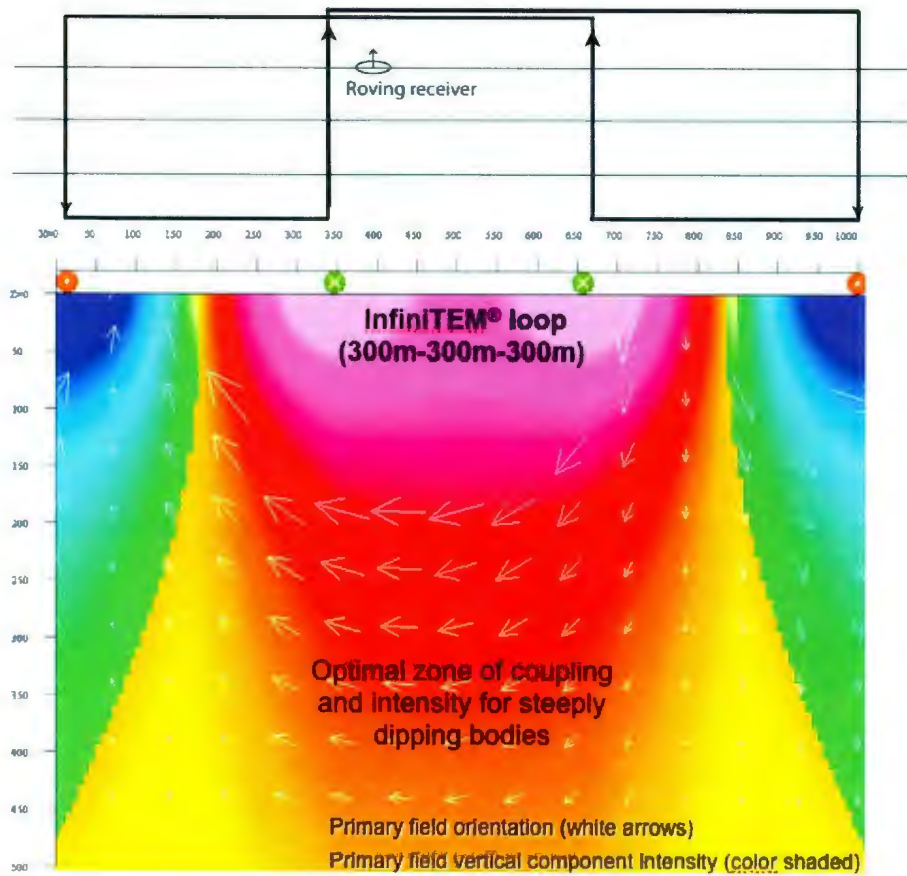 Roving receiver
50 100 150 200 250 300 350 400 450 500 550 600 650 700 750 800 850 900 950 1000
InfiniTEM® loop
(300m-300m-300m)
50
100
150
200
250
300
350
400
450
500
Optimal zone of coupling
and intensity for steeply
dipping bodies
Primary field orientation (white arrows)
Primary field vertical component intensity (color shaded)